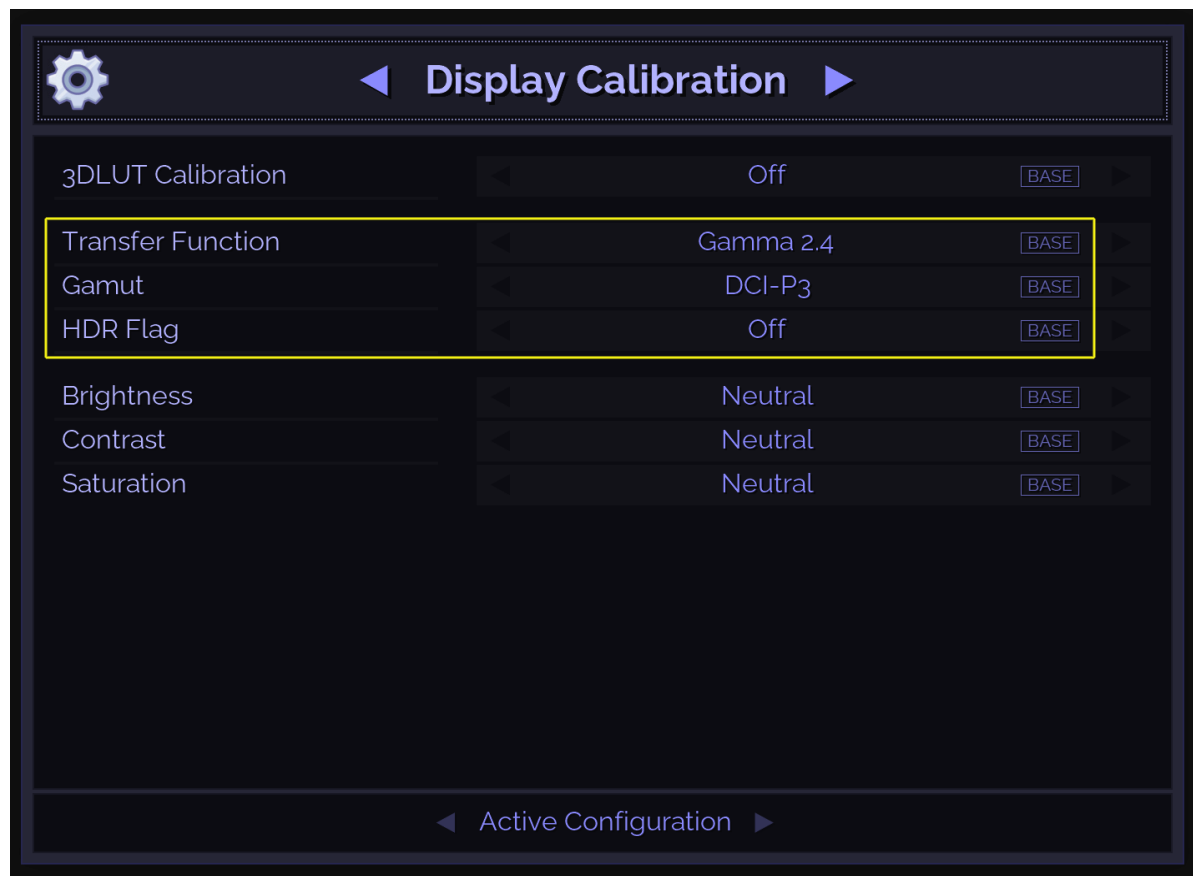 Display Calibration
3DLUT Calibration Off BASE
Transfer Function Gamma 2.4 BASE
Gamut DCI-P3 BASE
HDR Flag Off BASE
Brightness Neutral BASE
Contrast Neutral BASE
Saturation Neutral BASE
Active Configuration